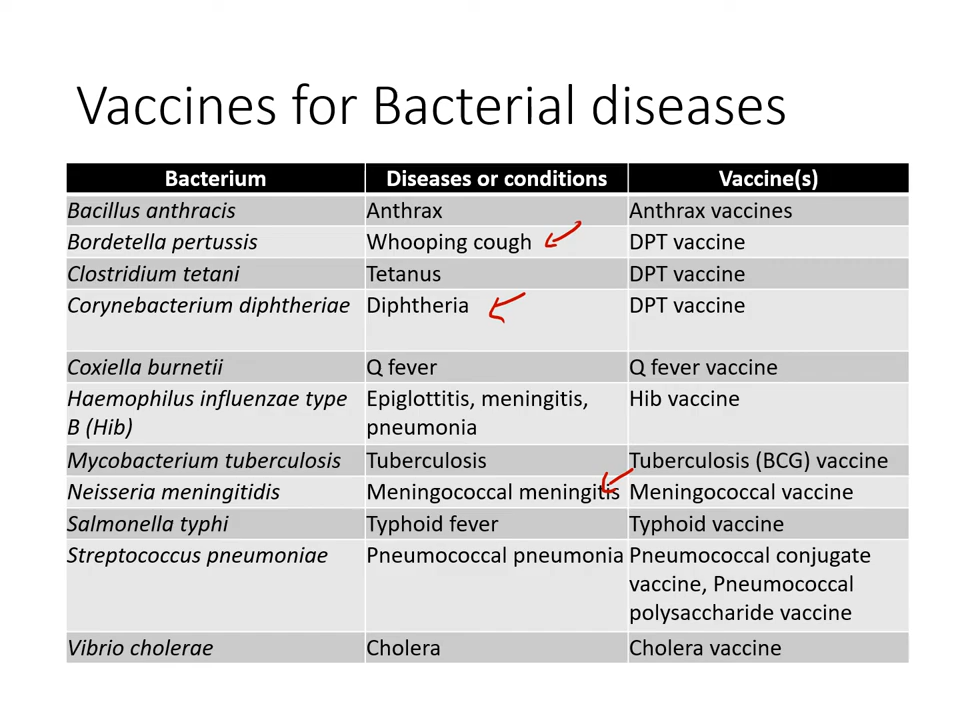 Vaccines for Bacterial diseases
Bacterium Diseases or conditions Vaccine(s)
Bacillus anthracis Anthrax Anthrax vaccines
Bordetella pertussis Whooping cough DPT vaccine
Clostridium tetani Tetanus DPT vaccine
Corynebacterium diphtheriae Diphtheria DPT vaccine
Coxiella burnetii Q fever Q fever vaccine
Haemophilus influenzae type Epiglottitis, meningitis, Hib vaccine
B (Hib) pneumonia
Mycobacterium tuberculosis Tuberculosis Tuberculosis (BCG) vaccine
Neisseria meningitidis Meningococcal meningitis Meningococcal vaccine
Salmonella typhi Typhoid fever Typhoid vaccine
Streptococcus pneumoniae Pneumococcal pneumonia Pneumococcal conjugate
vaccine, Pneumococcal
polysaccharide vaccine
Vibrio cholerae Cholera Cholera vaccine